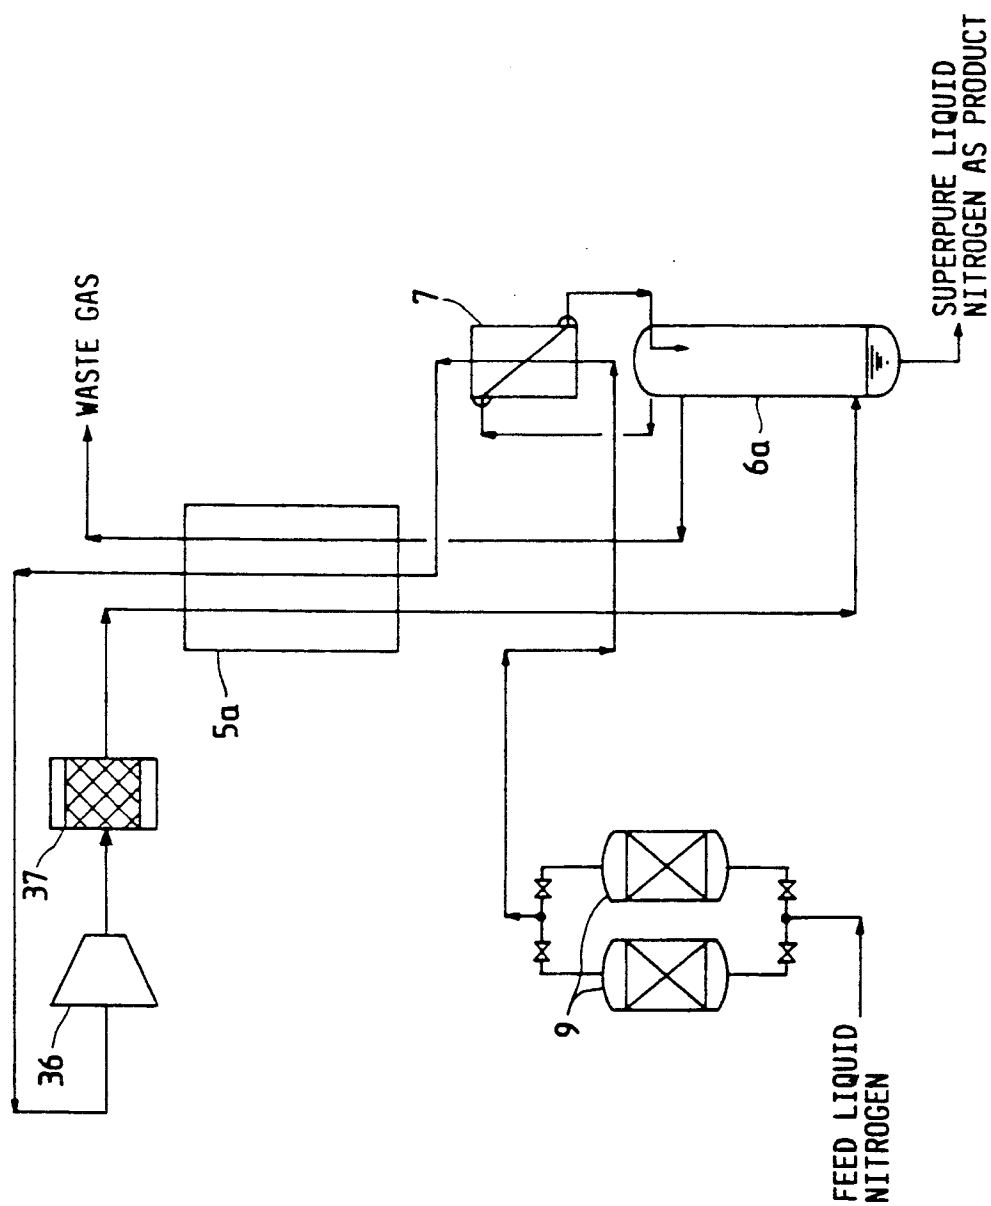 SUPERPURE LIQUID
NITROGEN AS PRODUCT
WASTE GAS
7
6a
5a
37
36
9
FEED LIQUID
NITROGEN